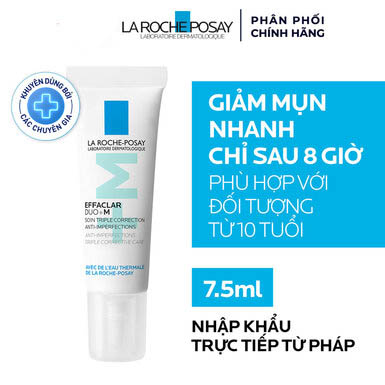 LA ROCHE-POSAY
LABORATOIRE DERMATOLOGIQUE
PHÂN PHỐI
CHÍNH HÃNG
KHUYÊN DÙNG BỞI
CÁC CHUYÊN GIA
LA ROCHE-POSAY
LABORATOIRE DERMATOLOGIQUE
+M
EFFACLAR
DUO+M
SOIN TRIPLE CORRECTION
ANTI-IMPERFECTIONS
ANTI-IMPERFECTIONS
TRIPLE CORRECTIVE CARE
AVEC DE L'EAU THERMALE
DE LA ROCHE-POSAY
GIẢM MỤN
NHANH
CHỈ SAU 8 GIỜ
PHÙ HỢP VỚI
ĐỐI TƯỢNG
TỪ 10 TUỔI
7.5ml
NHẬP KHẨU
TRỰC TIẾP TỪ PHÁP